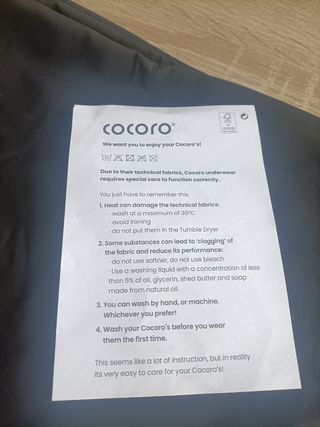 cocoro®
We want you to enjoy your Cocoro's!
Due to their technical fabrics, Cocoro underwear
requires special care to function correctly.
You just have to remember this:
1. Heat can damage the technical fabrics:
· wash at a maximum of 30ºC
· avoid Ironing
· do not put them in the Tumble Dryer
2. Some substances can lead to 'clogging' of
the fabric and reduce its performance:
· do not use softner, do not use bleach
· Use a washing liquid with a concentration of less
than 5% of oil, glycerin, shea butter and soap
made from natural oil.
3. You can wash by hand, or machine.
Whichever you prefer!
4. Wash your Cocoro's before you wear
them the first time.
This seems like a lot of instruction, but in reality
its very easy to care for your Cocoro's!